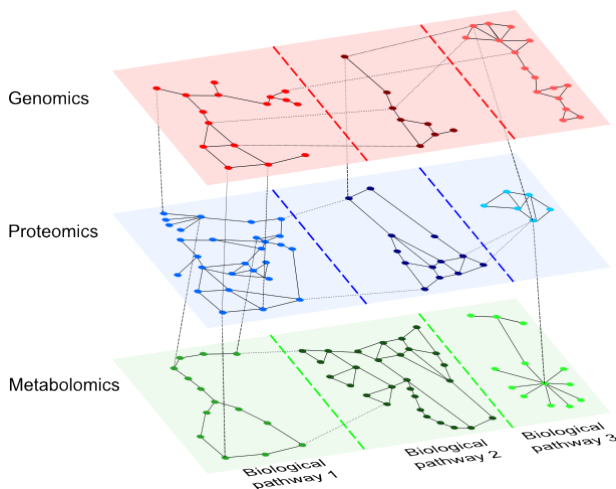 Genomics
Proteomics
Metabolomics
Biological
pathway 1
Biological
pathway 2
Biological
pathway 3